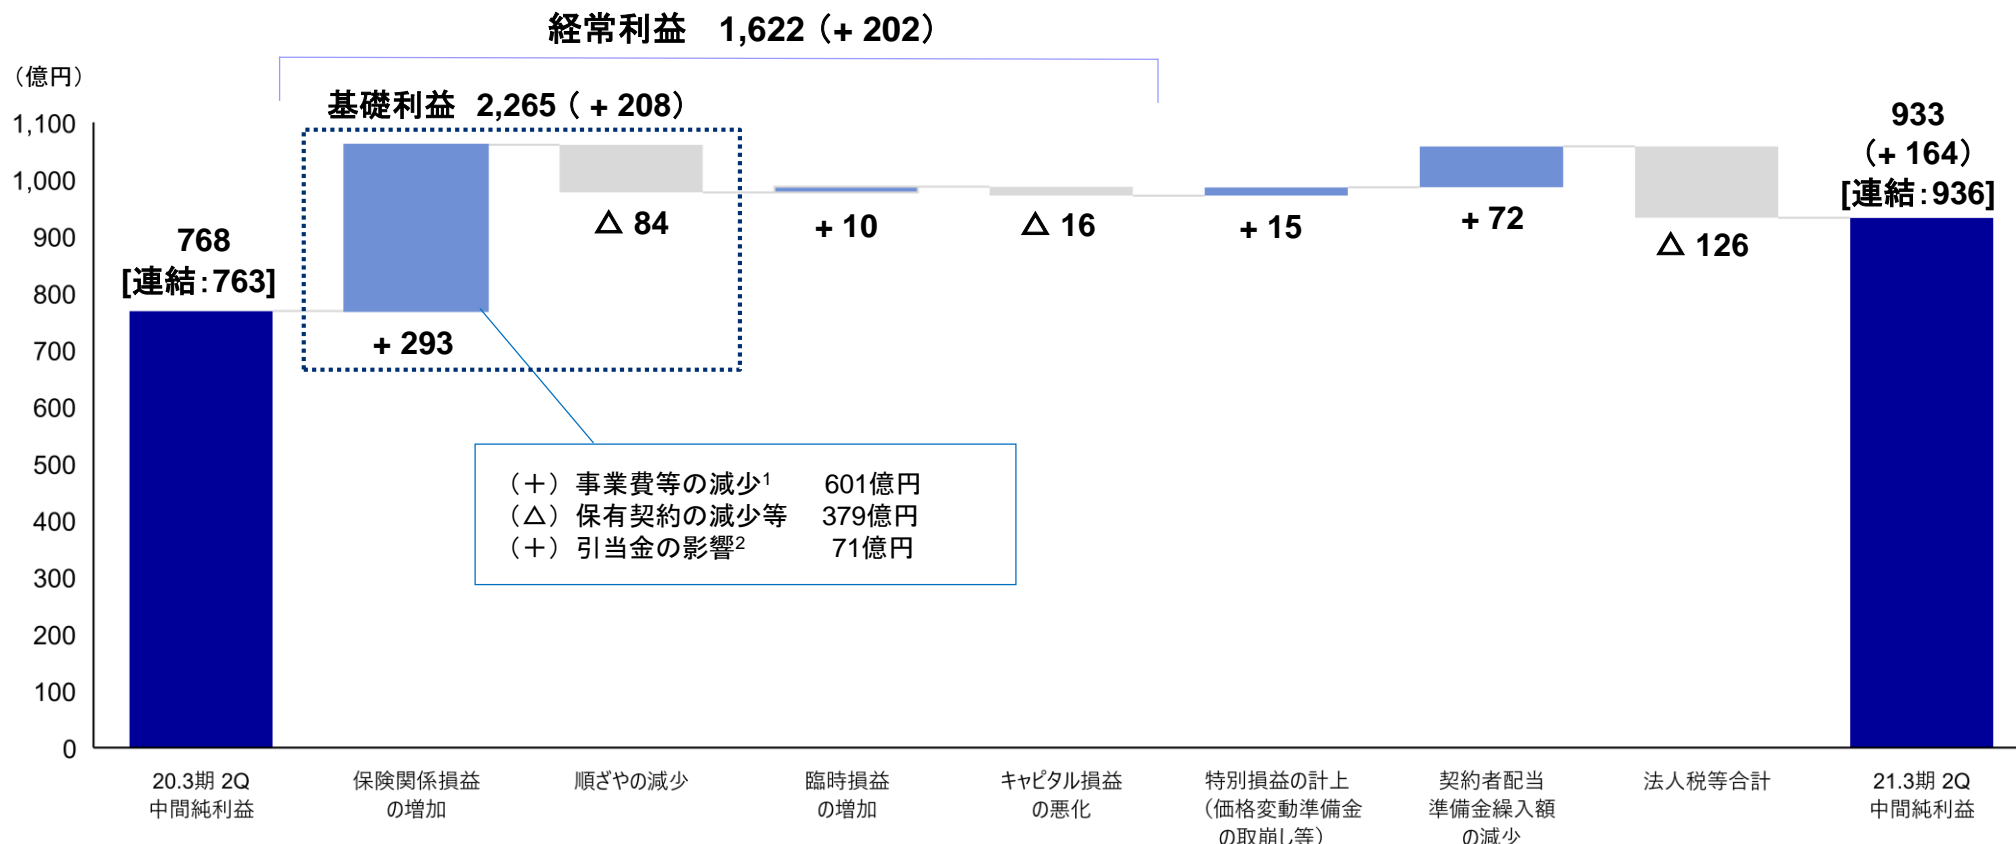 経常利益 1,622（+ 202）
（億円）
基礎利益 2,265（ + 208）
1,100
1,000
900
800
700
600
500
400
300
200
100
0
768
[連結：763]
+ 293
△ 84
+ 10
△ 16
+ 15
+ 72
△ 126
933
（+ 164）
[連結：936]
（＋）事業費等の減少1 601億円
（△）保有契約の減少等 379億円
（＋）引当金の影響2 71億円
20.3期 2Q
中間純利益
保険関係損益
の増加
順ざやの減少
臨時損益
の増加
キャピタル損益
の悪化
特別損益の計上
（価格変動準備金
の取崩し等）
契約者配当
準備金繰入額
の減少
法人税等合計
21.3期 2Q
中間純利益